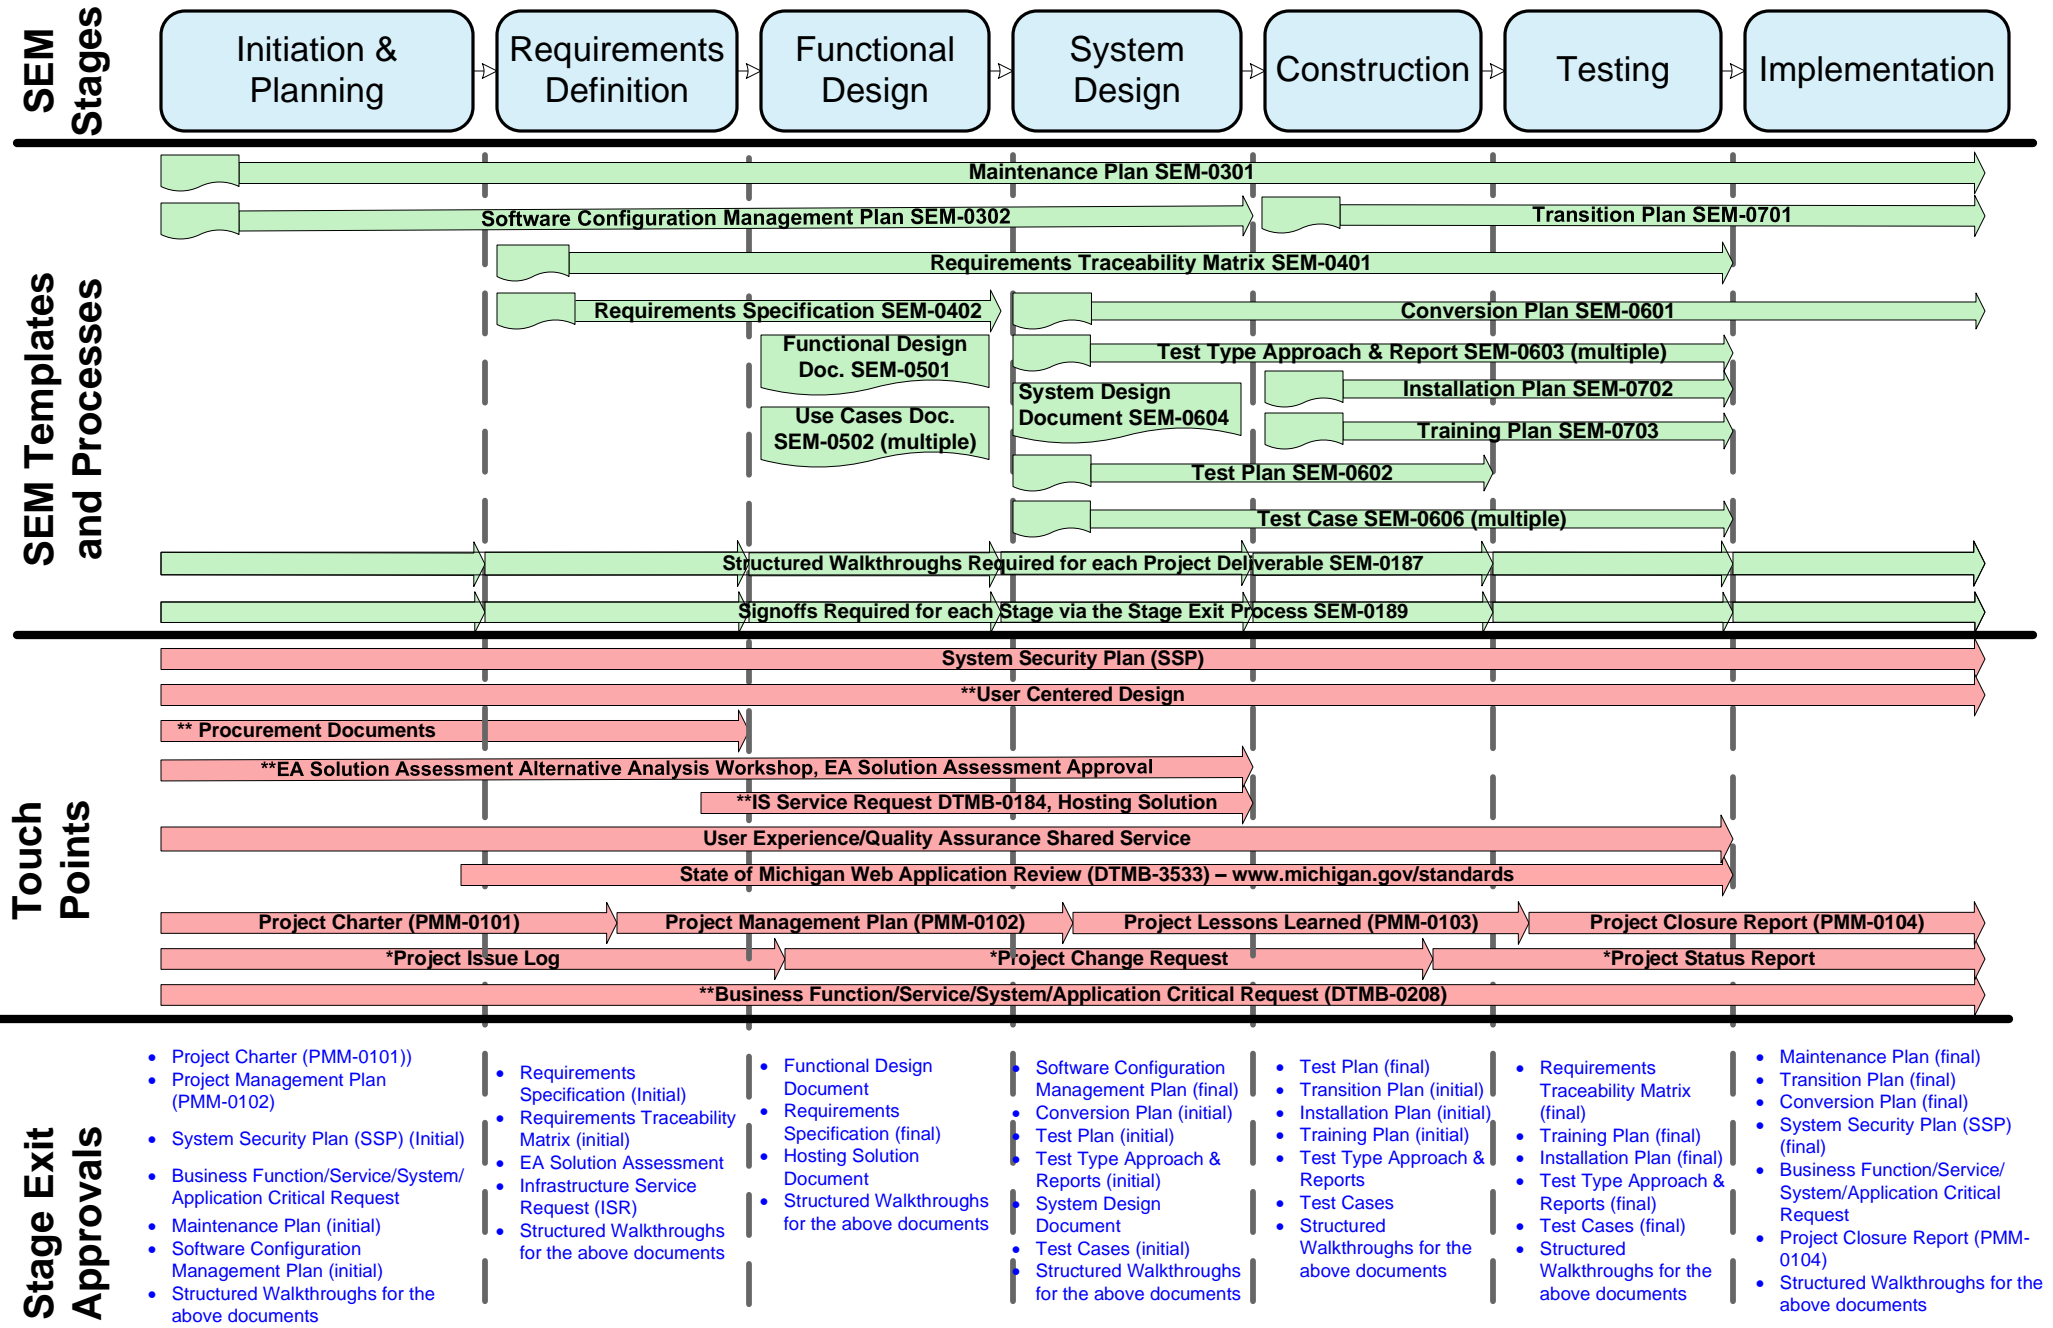 SEM
Stages
Initiation &
Planning
Requirements
Definition
Functional
Design
System
Design
Construction
Testing
Implementation
SEM Templates
and Processes
Maintenance Plan SEM-0301
Software Configuration Management Plan SEM-0302
Transition Plan SEM-0701
Requirements Traceability Matrix SEM-0401
Requirements Specification SEM-0402
Conversion Plan SEM-0601
Functional Design
Doc. SEM-0501
Test Type Approach & Report SEM-0603 (multiple)
System Design
Document SEM-0604
Installation Plan SEM-0702
Use Cases Doc.
SEM-0502 (multiple)
Training Plan SEM-0703
Test Plan SEM-0602
Test Case SEM-0606 (multiple)
Structured Walkthroughs Required for each Project Deliverable SEM-0187
Signoffs Required for each Stage via the Stage Exit Process SEM-0189
Touch
Points
System Security Plan (SSP)
**User Centered Design
** Procurement Documents
**EA Solution Assessment Alternative Analysis Workshop, EA Solution Assessment Approval
**IS Service Request DTMB-0184, Hosting Solution
User Experience/Quality Assurance Shared Service
State of Michigan Web Application Review (DTMB-3533) – www.michigan.gov/standards
Project Charter (PMM-0101)
Project Management Plan (PMM-0102)
Project Lessons Learned (PMM-0103)
Project Closure Report (PMM-0104)
*Project Issue Log
*Project Change Request
*Project Status Report
**Business Function/Service/System/Application Critical Request (DTMB-0208)
Stage Exit
Approvals
• Project Charter (PMM-0101))
• Project Management Plan
(PMM-0102)
• System Security Plan (SSP) (Initial)
• Business Function/Service/System/
Application Critical Request
• Maintenance Plan (initial)
• Software Configuration
Management Plan (initial)
• Structured Walkthroughs for the
above documents
• Requirements
Specification (Initial)
• Requirements Traceability
Matrix (initial)
• EA Solution Assessment
• Infrastructure Service
Request (ISR)
• Structured Walkthroughs
for the above documents
• Functional Design
Document
• Requirements
Specification (final)
• Hosting Solution
Document
• Structured Walkthroughs
for the above documents
• Software Configuration
Management Plan (final)
• Conversion Plan (initial)
• Test Plan (initial)
• Test Type Approach &
Reports (initial)
• System Design
Document
• Test Cases (initial)
• Structured Walkthroughs
for the above documents
• Test Plan (final)
• Transition Plan (initial)
• Installation Plan (initial)
• Training Plan (initial)
• Test Type Approach &
Reports
• Test Cases
• Structured
Walkthroughs for the
above documents
• Requirements
Traceability Matrix
(final)
• Training Plan (final)
• Installation Plan (final)
• Test Type Approach &
Reports (final)
• Test Cases (final)
• Structured
Walkthroughs for the
above documents
• Maintenance Plan (final)
• Transition Plan (final)
• Conversion Plan (final)
• System Security Plan (SSP)
(final)
• Business Function/Service/
System/Application Critical
Request
• Project Closure Report (PMM-
0104)
• Structured Walkthroughs for the
above documents